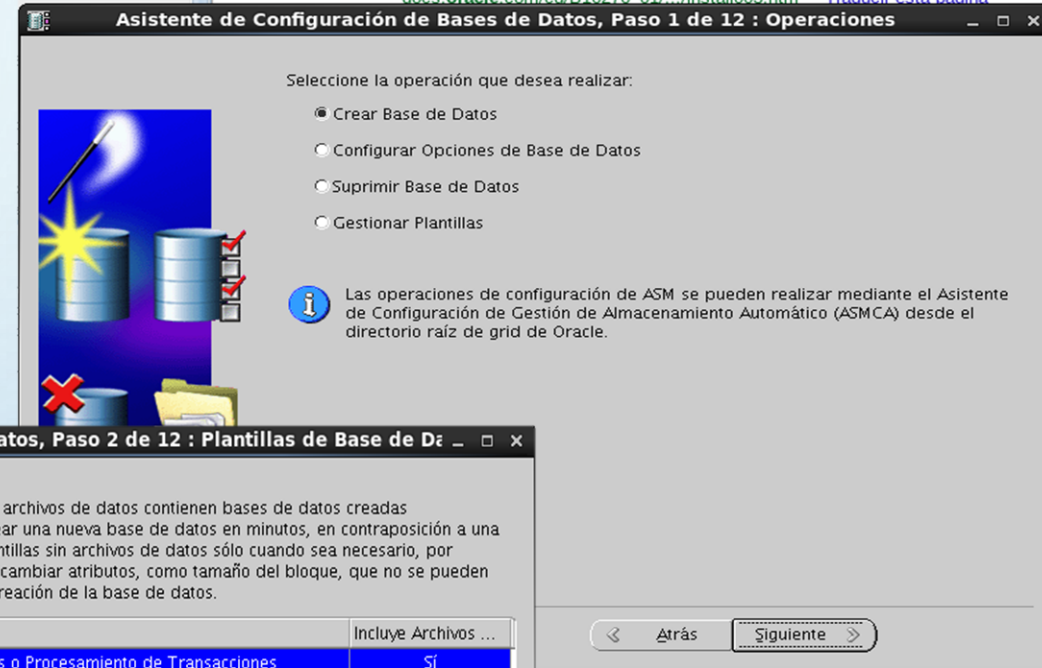 Asistente de Configuración de Bases de Datos, Paso 1 de 12 : Operaciones
Seleccione la operación que desea realizar:
Crear Base de Datos
Configurar Opciones de Base de Datos
Suprimir Base de Datos
Gestionar Plantillas
Las operaciones de configuración de ASM se pueden realizar mediante el Asistente
de Configuración de Gestión de Almacenamiento Automático (ASMCA) desde el
directorio raíz de grid de Oracle.
Atrás
Siguiente
atos, Paso 2 de 12 : Plantillas de Base de Da
archivos de datos contienen bases de datos creadas
ear una nueva base de datos en minutos, en contraposición a una
ntillas sin archivos de datos sólo cuando sea necesario, por
cambiar atributos, como tamaño del bloque, que no se pueden
reación de la base de datos.
Incluye Archivos ...
s o Procesamiento de Transacciones
Sí